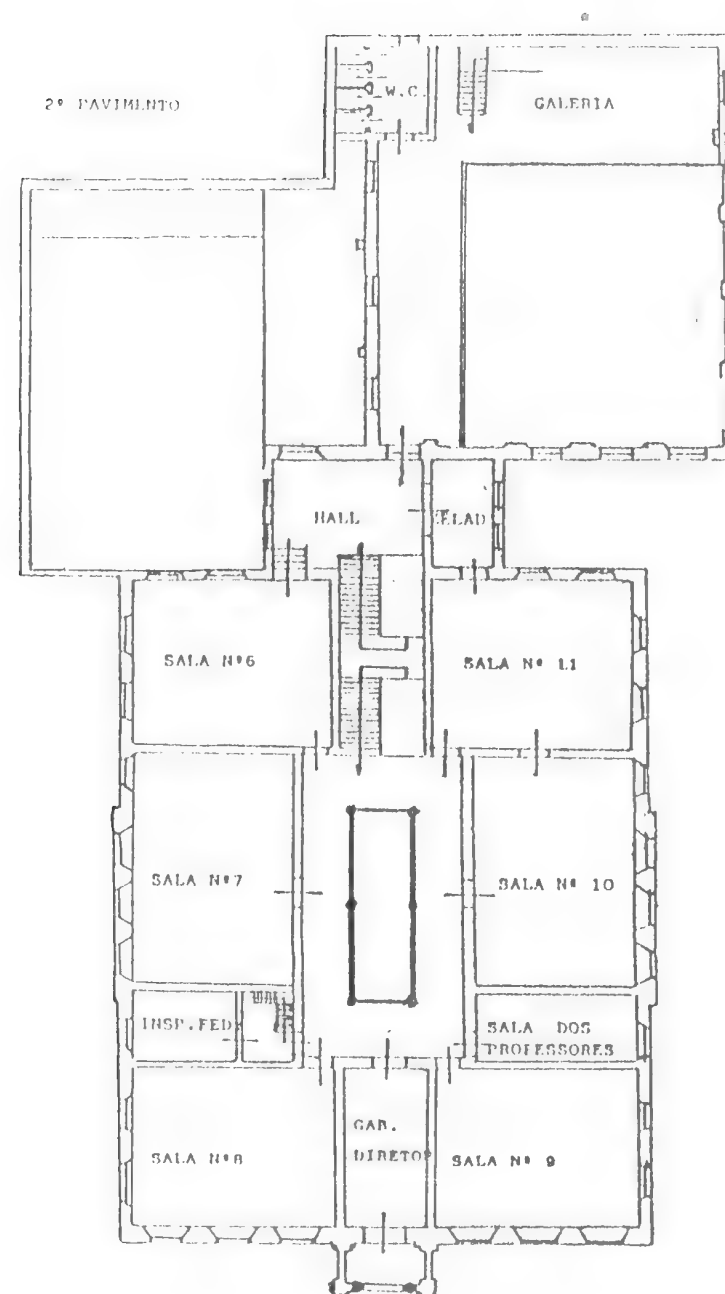 W.C.
2º PAVIMENTO
GALERIA
HALL
ZELAD
SALA Nº6
SALA Nº 11
SALA Nº7
SALA Nº 10
INSP.FED
SALA DOS
PROFESSORES
GAB.
DIRETOR
SALA Nº8
SALA Nº 9